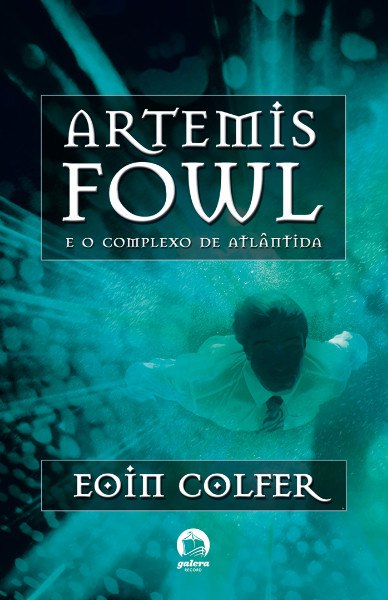 ARTEMIS
FOWL
E O COMPLEXO DE ATLÂNTIDA
EOIN COLFER
galera
RECORD